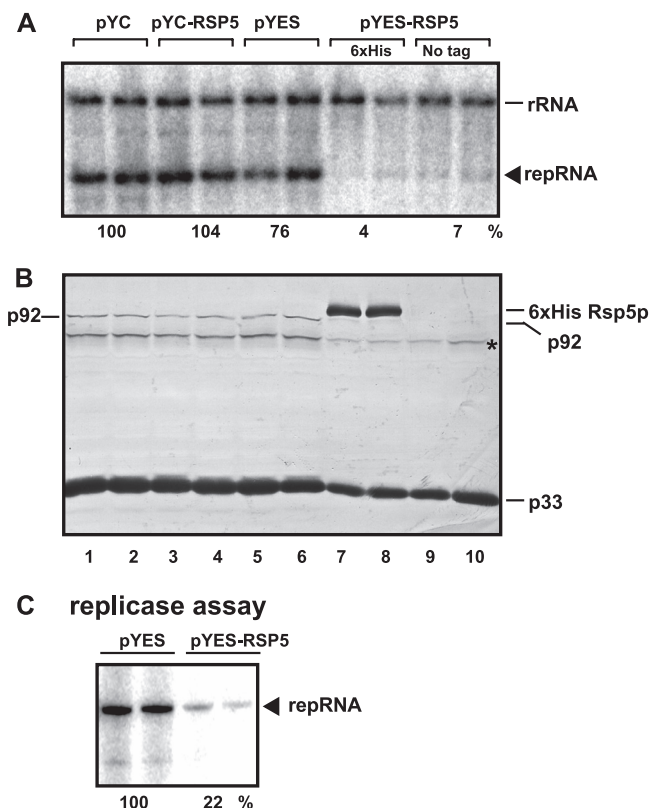 A
pYC pYC-RSP5 pYES pYES-RSP5
6xHis No tag
rRNA
repRNA
100 104 76 4 7 %
B
p92
6xHis Rsp5p
p92
*
p33
1 2 3 4 5 6 7 8 9 10
C replicase assay
pYES pYES-RSP5
repRNA
100 22 %